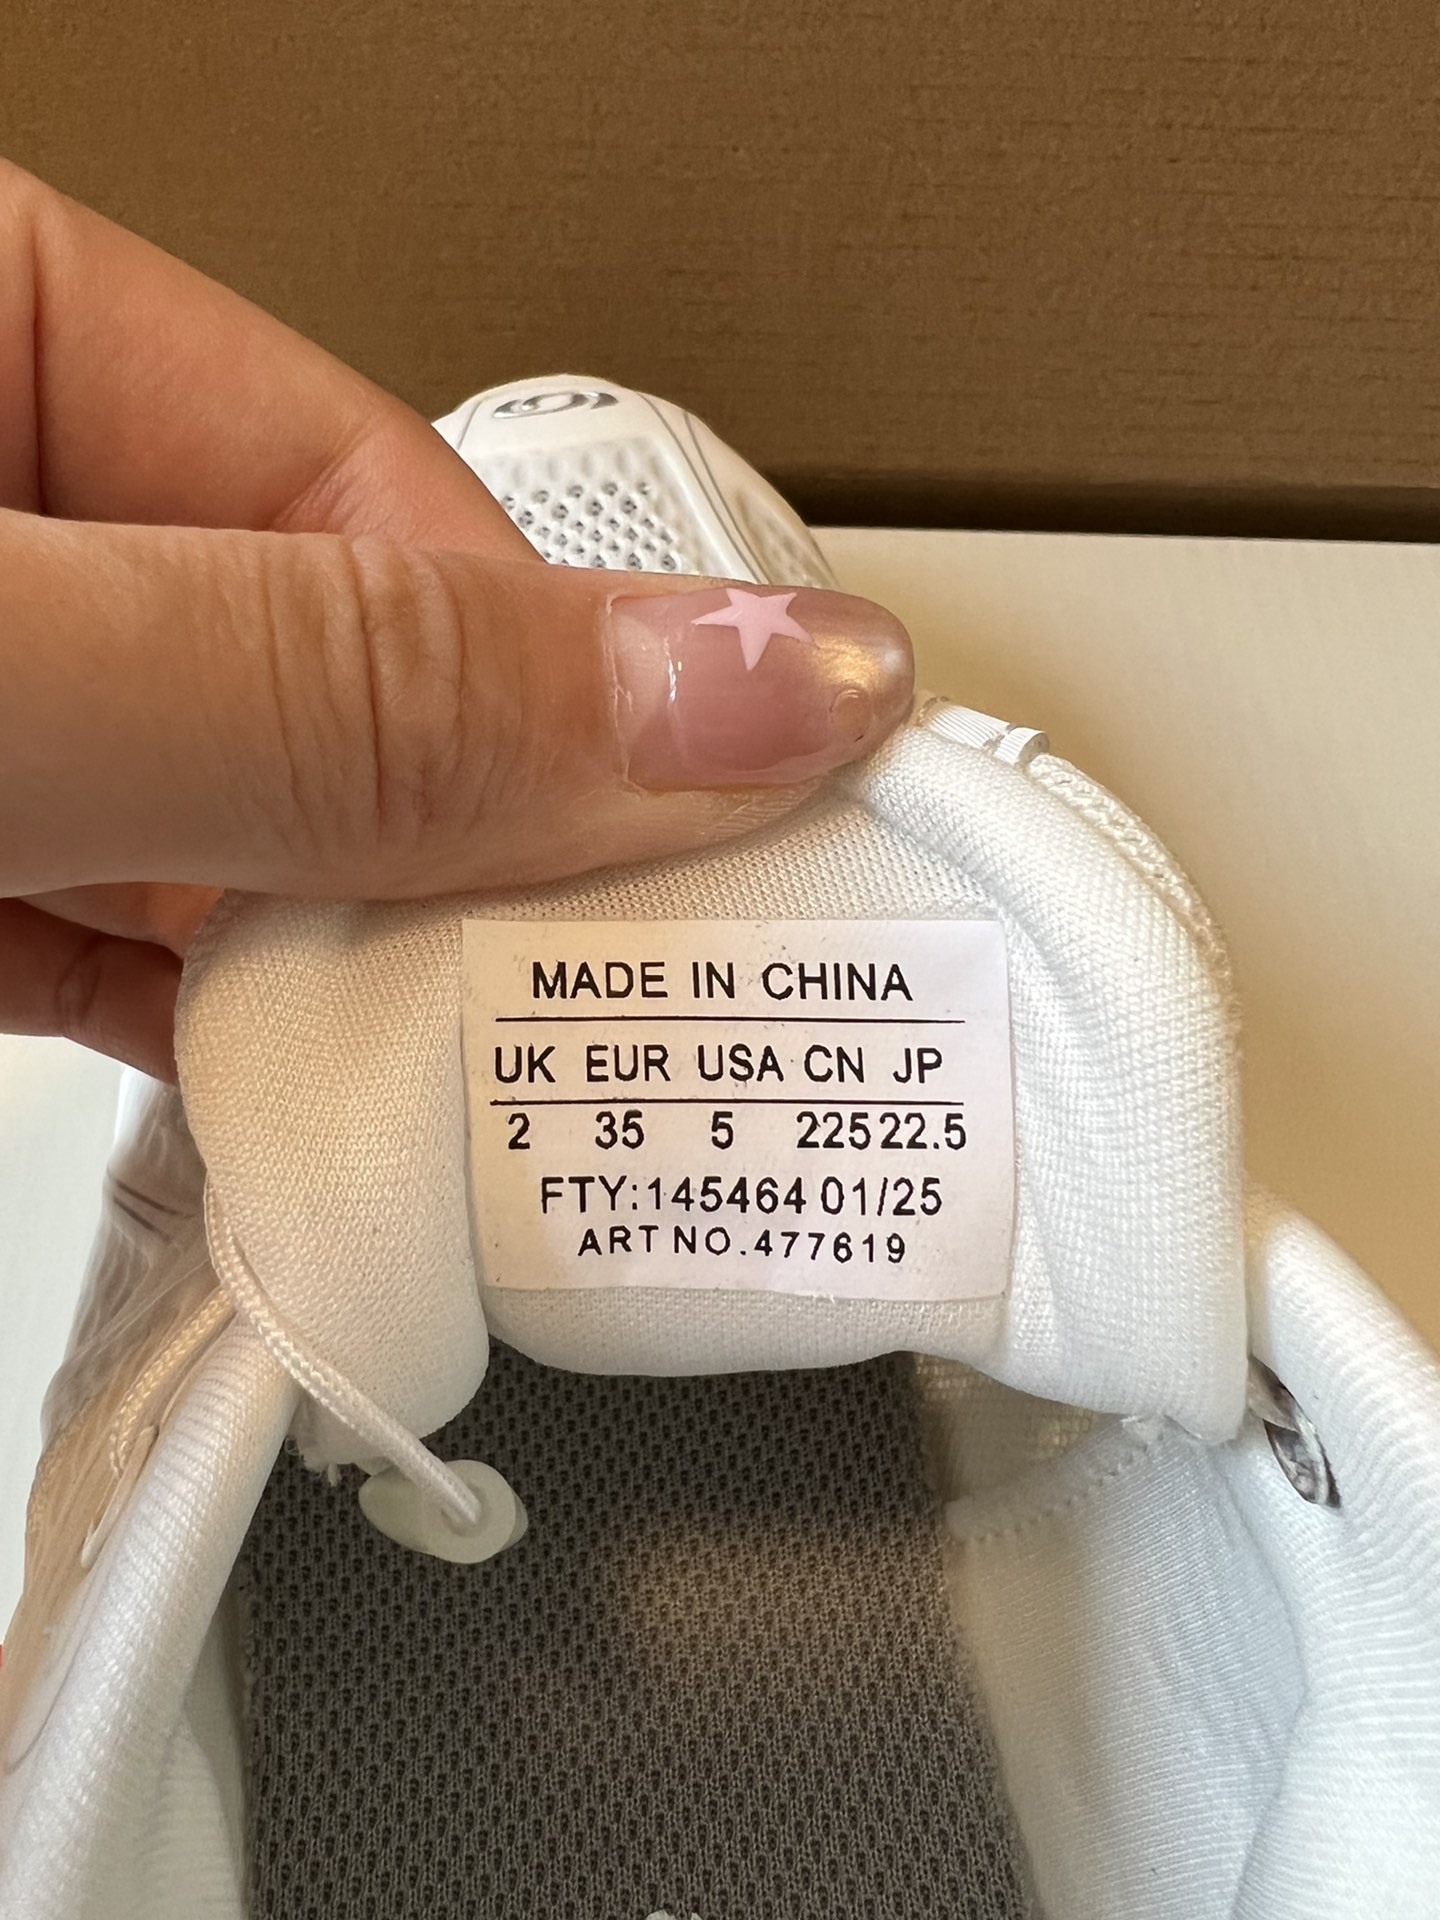 MADE IN CHINA
UK EUR USA CN JP
2 35 5 225 22.5
FTY:145464 01/25
ART NO.477619